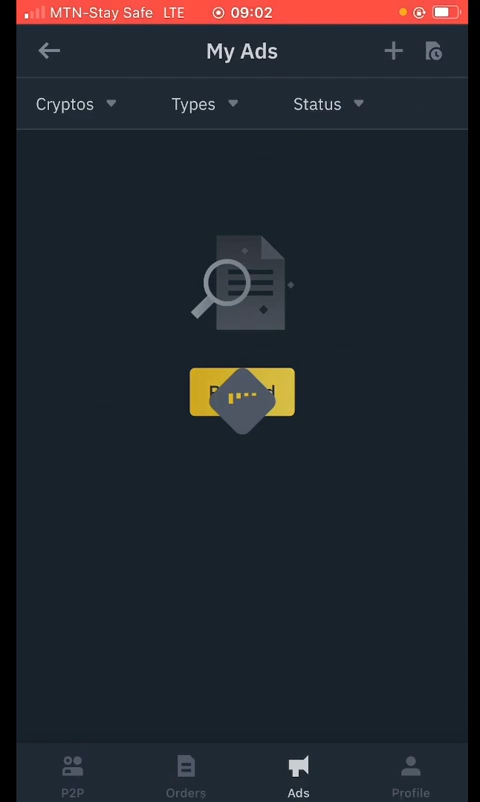 MTN-Stay Safe LTE 09:02
My Ads
Cryptos Types Status
P2P Orders Ads Profile